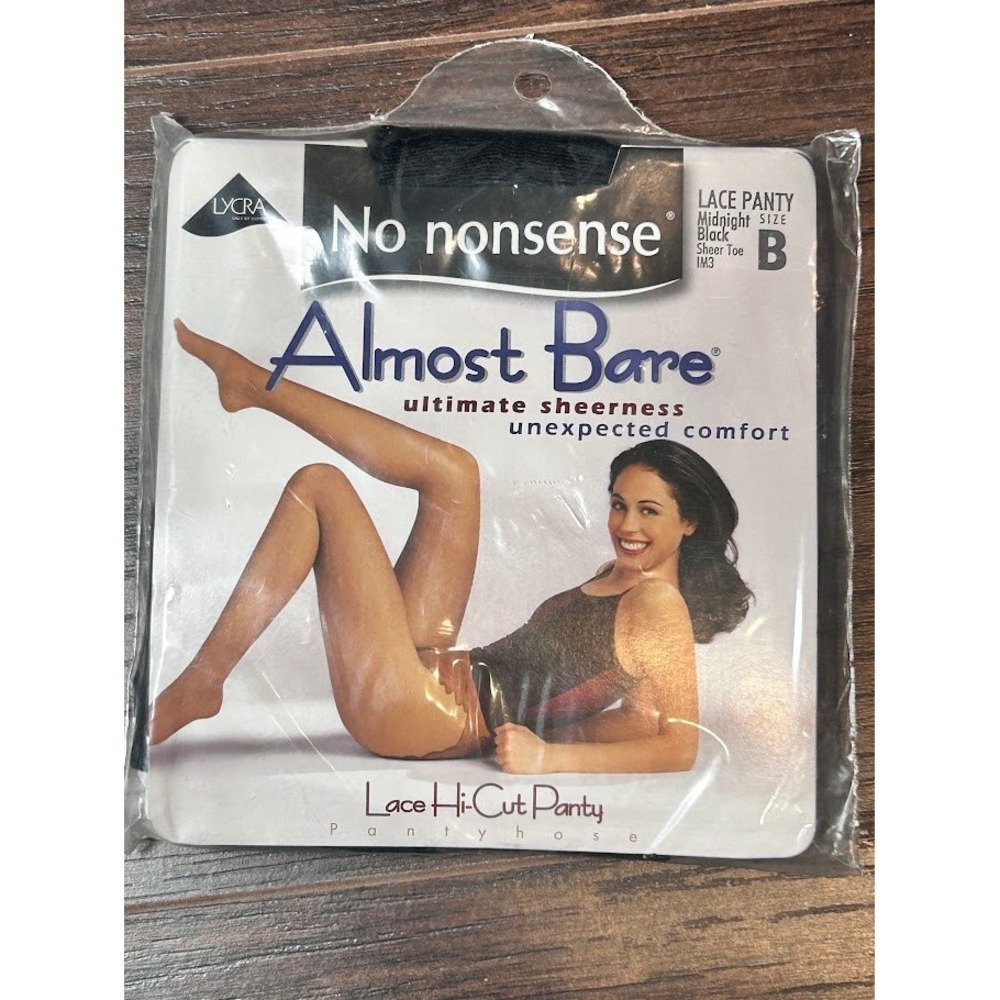 LYCRA
No nonsense®
LACE PANTY
Midnight
Black
Sheer Toe
IM3
SIZE
B
Almost Bare®
ultimate sheerness
unexpected comfort
Lace Hi-Cut Panty
Pantyhose